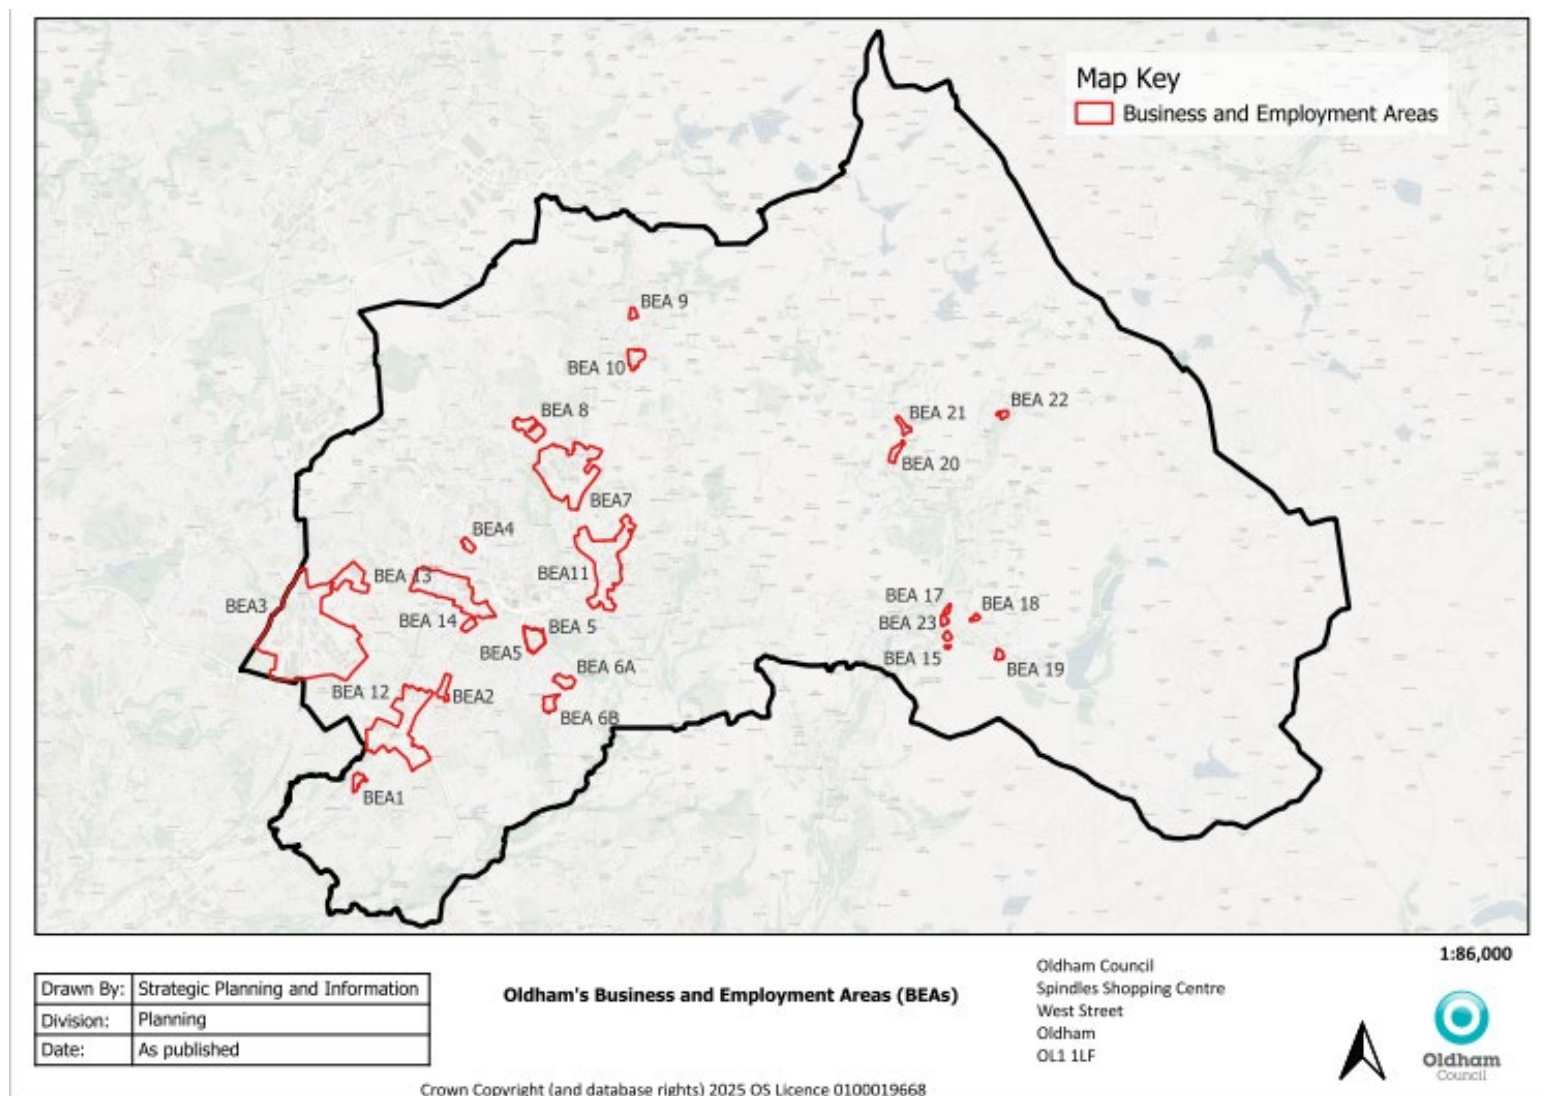 Map Key
Business and Employment Areas
BEA 9
BEA 10
BEA 8
BEA 21
BEA 22
BEA 20
BEA7
BEA4
BEA11
BEA 13
BEA3
BEA 14
BEA 5
BEA5
BEA 6A
BEA 12
BEA2
BEA 6B
BEA1
BEA 17
BEA 18
BEA 23
BEA 15
BEA 19
1:86,000
Drawn By: Strategic Planning and Information
Division: Planning
Date: As published
Oldham's Business and Employment Areas (BEAs)
Oldham Council
Spindles Shopping Centre
West Street
Oldham
OL1 1LF
Oldham
Council
Crown Copyright (and database rights) 2025 OS Licence 0100019668